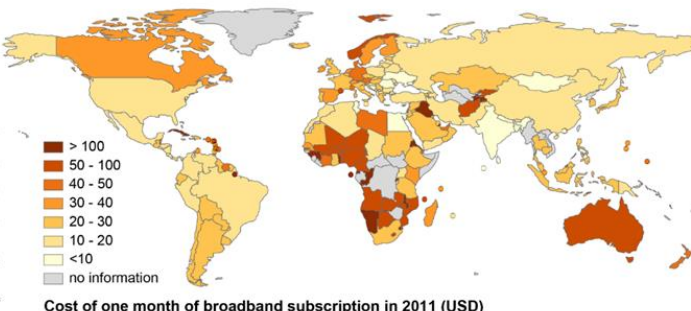 > 100
50 - 100
40 - 50
30 - 40
20 - 30
10 - 20
<10
no information
Cost of one month of broadband subscription in 2011 (USD)